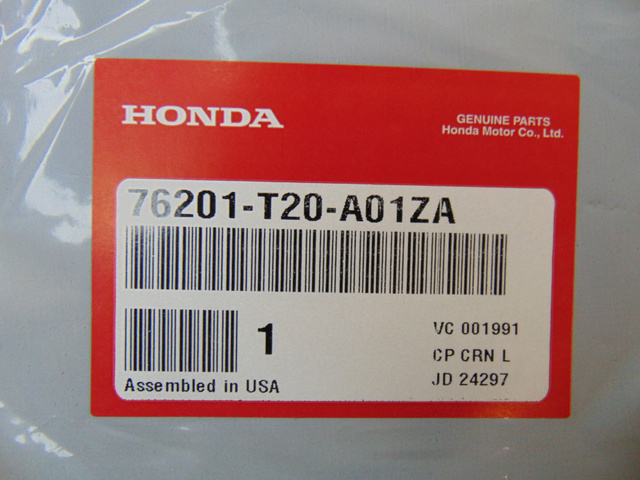 HONDA
GENUINE PARTS
Honda Motor Co., Ltd.
76201-T20-A01ZA
1
VC 001991
CP CRN L
JD 24297
Assembled in USA